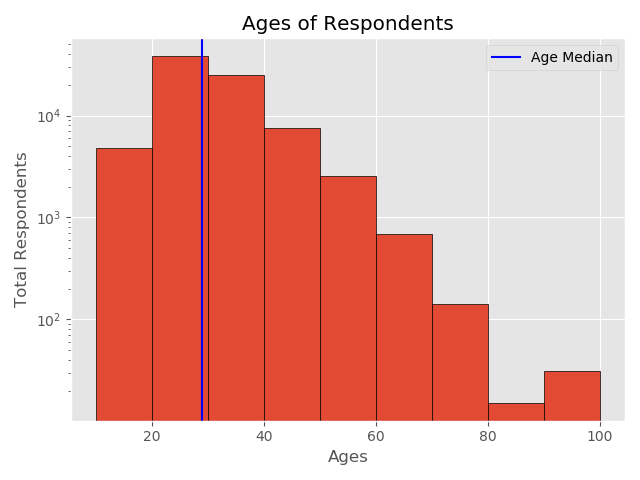 Ages of Respondents
Age Median
Total Respondents
10⁴
10³
10²
20 40 60 80 100
Ages